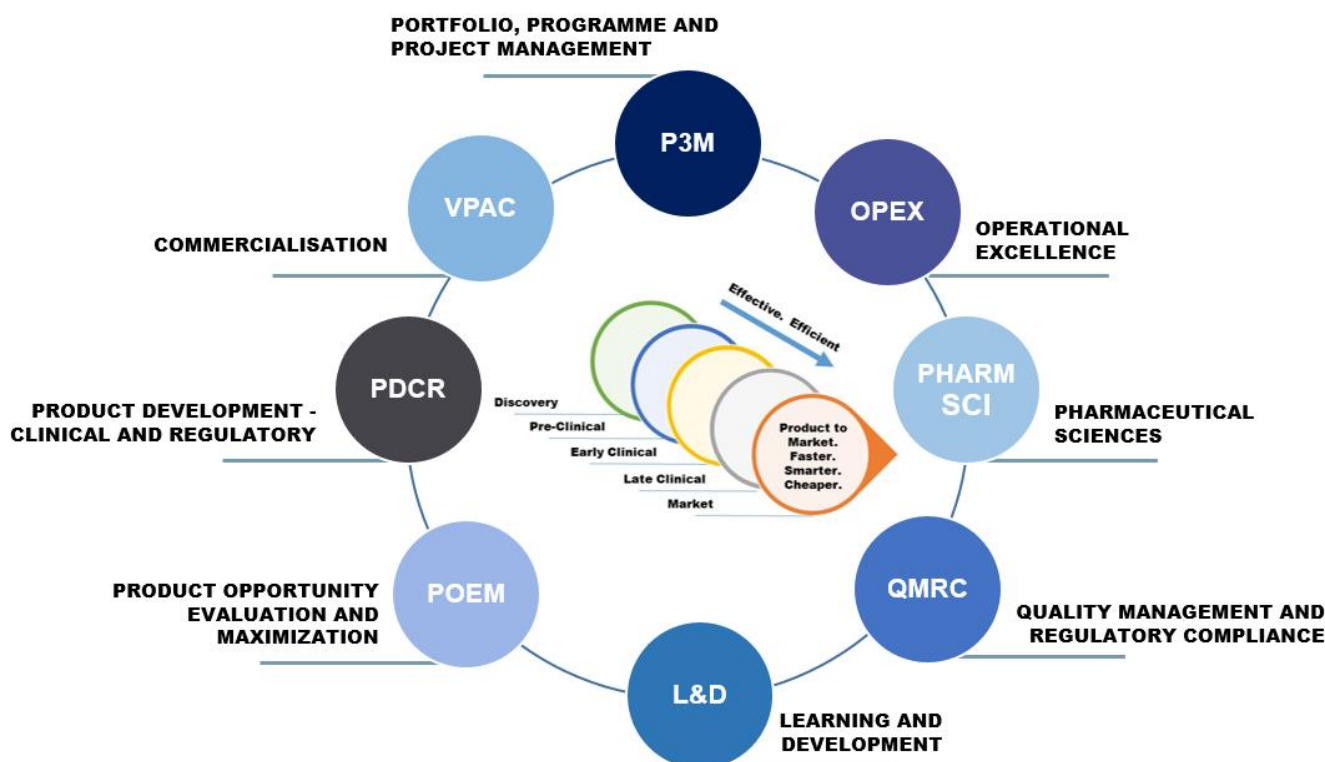 PORTFOLIO, PROGRAMME AND
PROJECT MANAGEMENT
P3M
VPAC
OPEX
COMMERCIALISATION
OPERATIONAL
EXCELLENCE
Effective. Efficient
PDCR
PHARM
SCI
PRODUCT DEVELOPMENT -
CLINICAL AND REGULATORY
Discovery
Pre-Clinical
Early Clinical
Late Clinical
Market
Product to
Market.
Faster.
Smarter.
Cheaper.
PHARMACEUTICAL
SCIENCES
POEM
QMRC
PRODUCT OPPORTUNITY
EVALUATION AND
MAXIMIZATION
QUALITY MANAGEMENT AND
REGULATORY COMPLIANCE
L&D
LEARNING AND
DEVELOPMENT